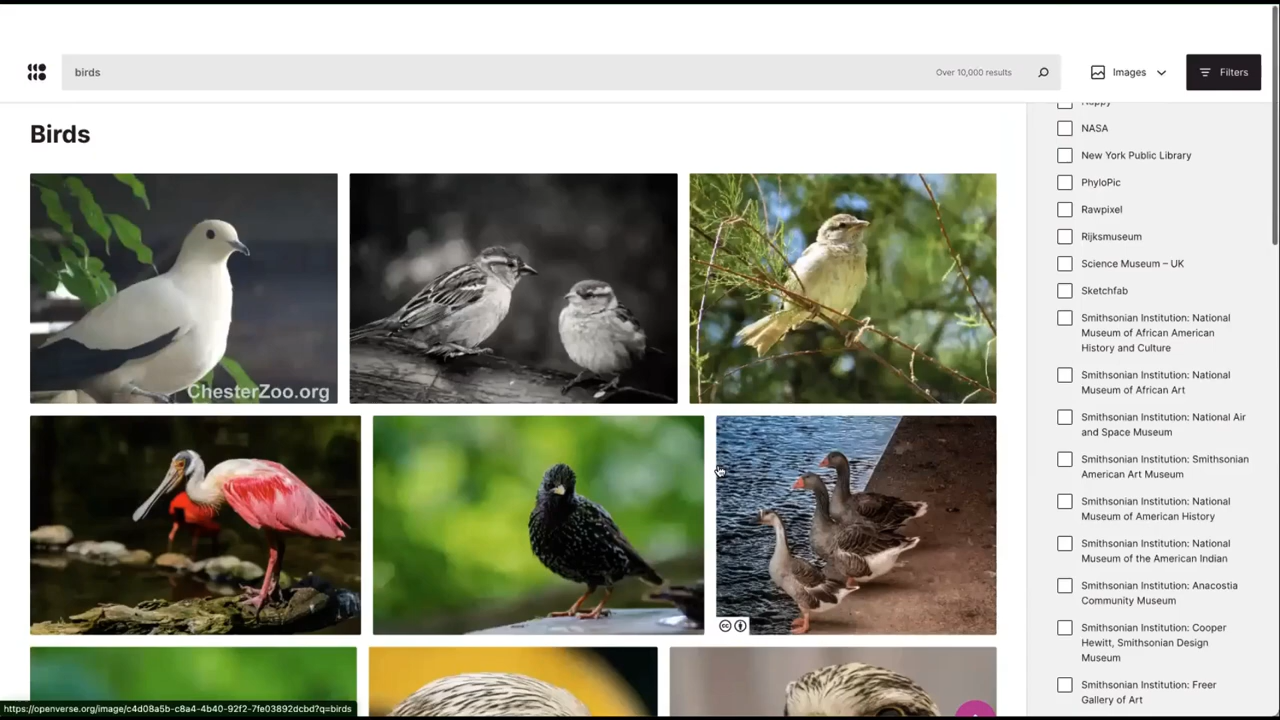 birds
Over 10,000 results
Images
Filters
Birds
ChesterZoo.org
Nappy
NASA
New York Public Library
PhyloPic
Rawpixel
Rijksmuseum
Science Museum – UK
Sketchfab
Smithsonian Institution: National
Museum of African American
History and Culture
Smithsonian Institution: National
Museum of African Art
Smithsonian Institution: National Air
and Space Museum
Smithsonian Institution: Smithsonian
American Art Museum
Smithsonian Institution: National
Museum of American History
Smithsonian Institution: National
Museum of the American Indian
Smithsonian Institution: Anacostia
Community Museum
Smithsonian Institution: Cooper
Hewitt, Smithsonian Design
Museum
Smithsonian Institution: Freer
Gallery of Art
cc
https://openverse.org/image/c4d08a5b-c8a4-4b40-92f2-7fe03892dcbd?q=birds